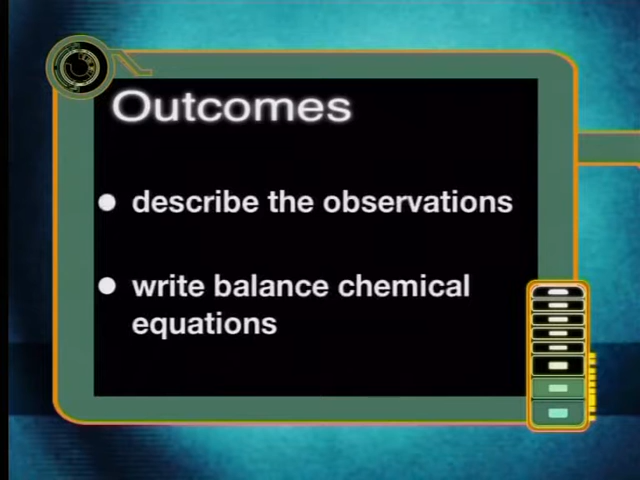 Outcomes
● describe the observations
● write balance chemical
equations